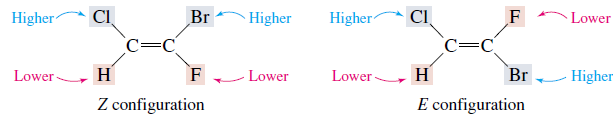 Higher Cl Br Higher Higher Cl F Lower
C=C C=C
Lower H F Lower Lower H Br Higher
Z configuration E configuration